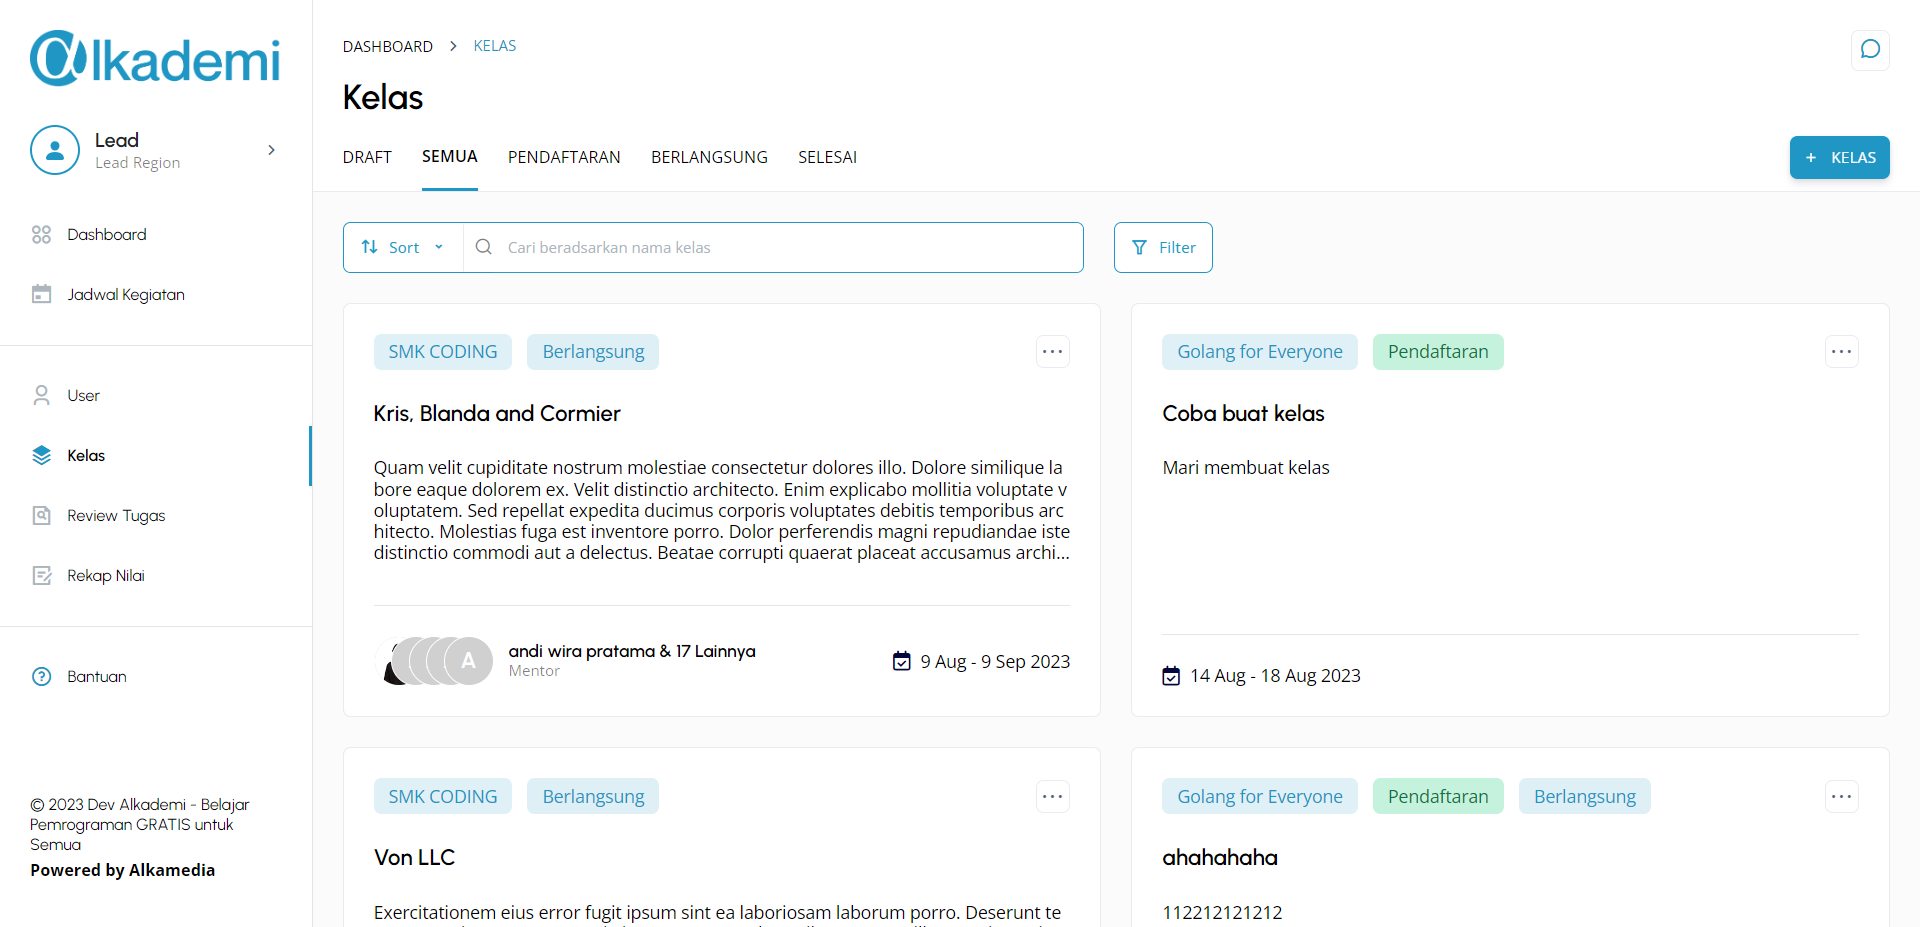 alkademi
Lead
Lead Region
Dashboard
Jadwal Kegiatan
User
Kelas
Review Tugas
Rekap Nilai
Bantuan
© 2023 Dev Alkademi - Belajar
Pemrograman GRATIS untuk
Semua
Powered by Alkamedia
DASHBOARD > KELAS
Kelas
DRAFT SEMUA PENDAFTARAN BERLANGSUNG SELESAI
+ KELAS
Sort Cari beradsarkan nama kelas Filter
SMK CODING Berlangsung
Kris, Blanda and Cormier
Quam velit cupiditate nostrum molestiae consectetur dolores illo. Dolore similique la
bore eaque dolorem ex. Velit distinctio architecto. Enim explicabo mollitia voluptate v
oluptatem. Sed repellat expedita ducimus corporis voluptates debitis temporibus arc
hitecto. Molestias fuga est inventore porro. Dolor perferendis magni repudiandae iste
distinctio commodi aut a delectus. Beatae corrupti quaerat placeat accusamus archi...
A
andi wira pratama & 17 Lainnya
Mentor
9 Aug - 9 Sep 2023
Golang for Everyone Pendaftaran
Coba buat kelas
Mari membuat kelas
14 Aug - 18 Aug 2023
SMK CODING Berlangsung
Von LLC
Exercitationem eius error fugit ipsum sint ea laboriosam laborum porro. Deserunt te
Golang for Everyone Pendaftaran Berlangsung
ahahahaha
112212121212